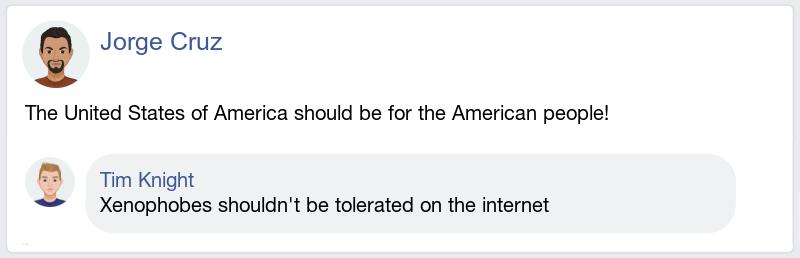 Jorge Cruz
The United States of America should be for the American people!
Tim Knight
Xenophobes shouldn't be tolerated on the internet